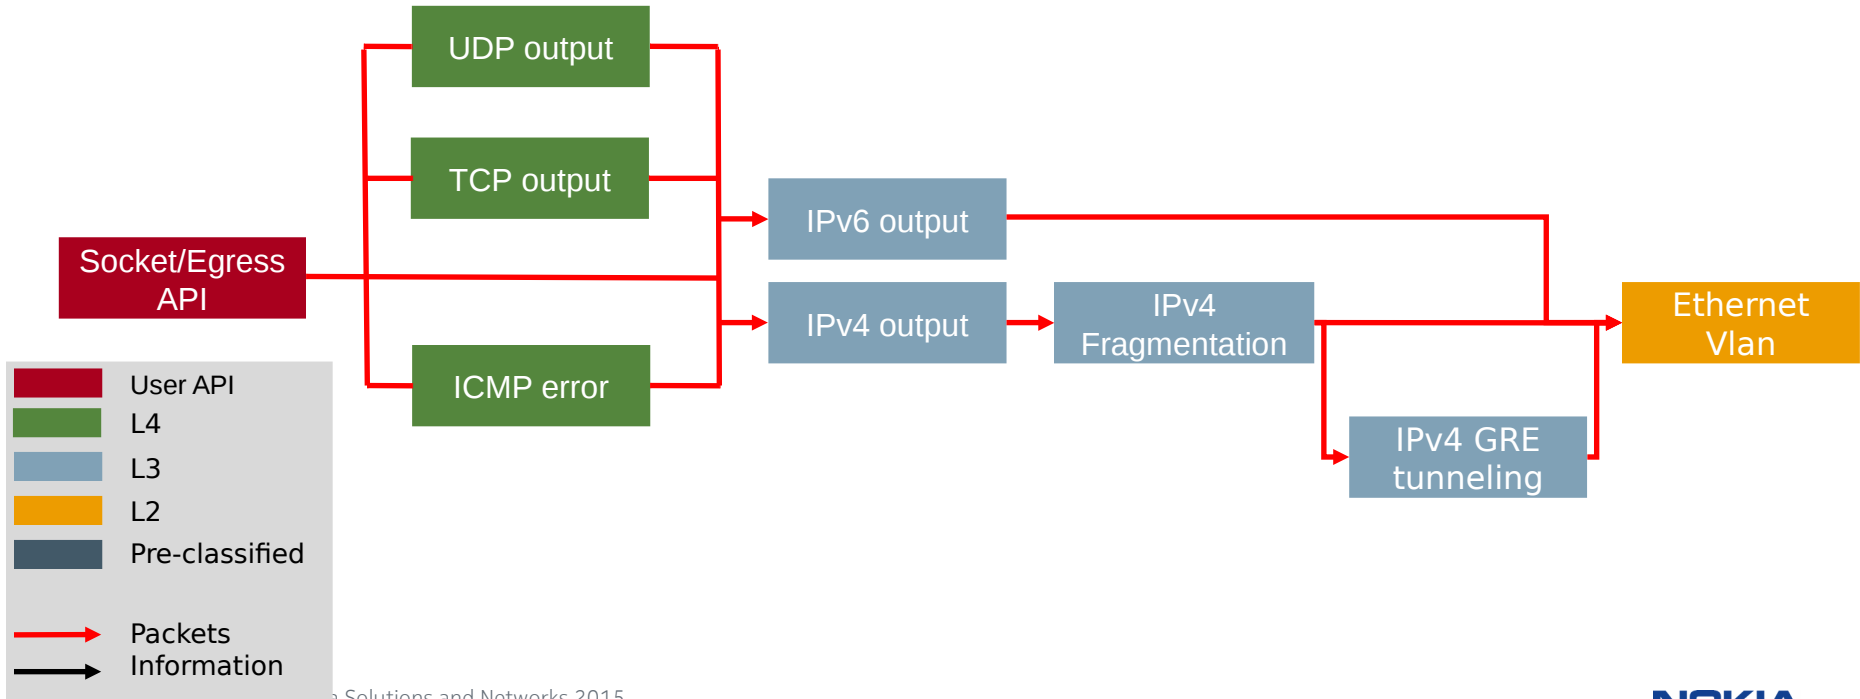 UDP output
TCP output
IPv6 output
Socket/Egress
API
IPv4 output
IPv4
Fragmentation
Ethernet
Vlan
ICMP error
IPv4 GRE
tunneling
User API
L4
L3
L2
Pre-classified
Packets
Information
Solutions and Networks 2015
NOKIA